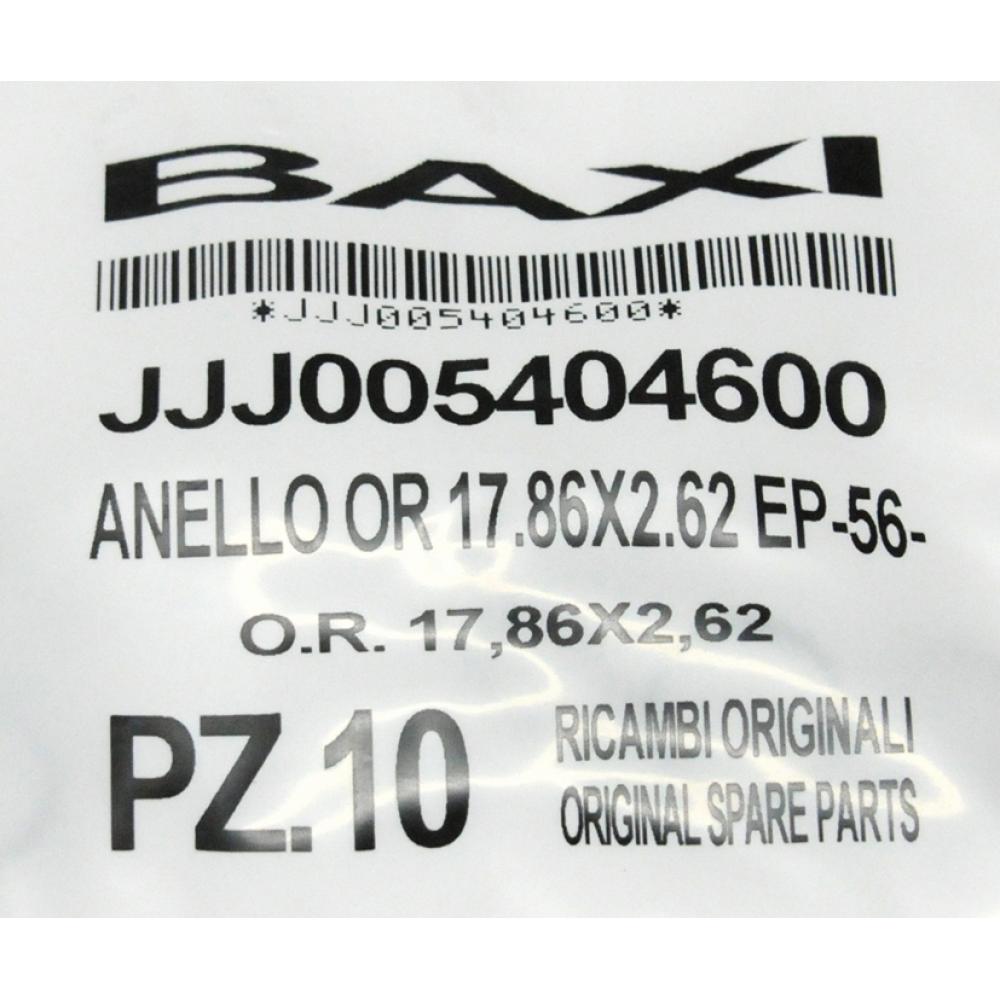 BAXI
*JJJ005404600*
JJJ005404600
ANELLO OR 17.86X2.62 EP-56-
O.R. 17,86X2,62
PZ.10
RICAMBI ORIGINALI
ORIGINAL SPARE PARTS